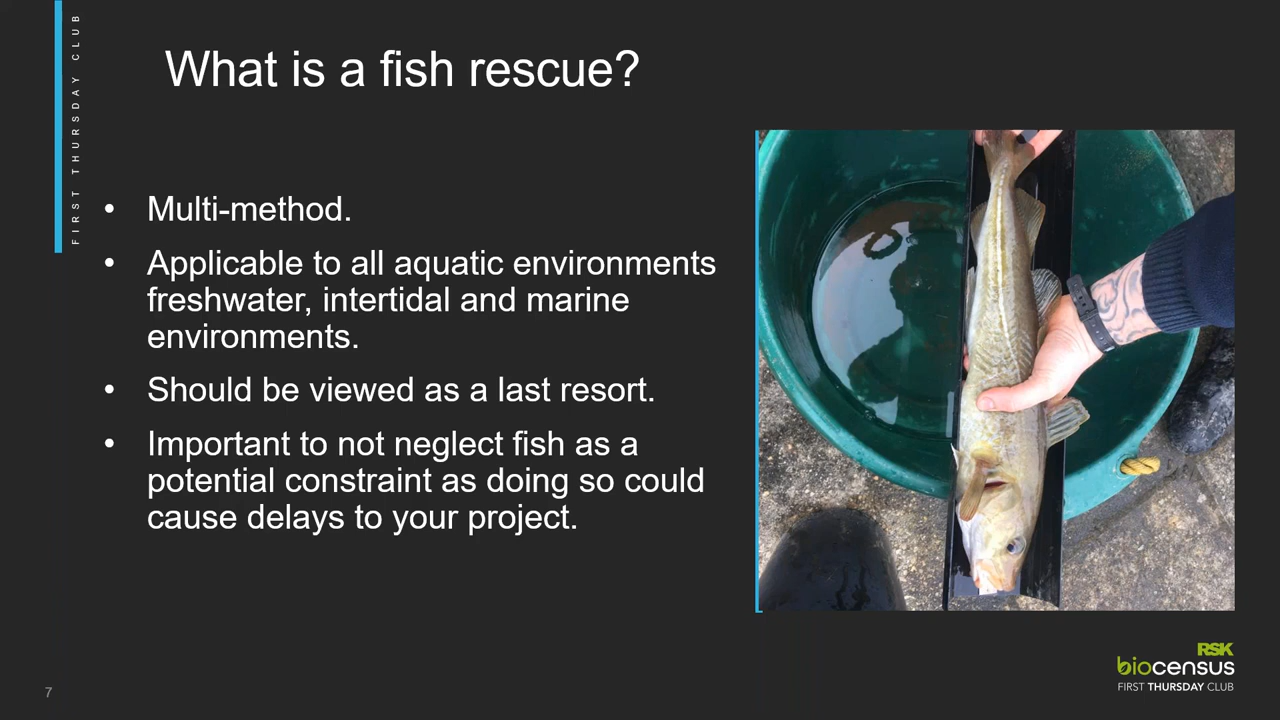 FIRST THURSDAY CLUB
What is a fish rescue?
• Multi-method.
• Applicable to all aquatic environments
freshwater, intertidal and marine
environments.
• Should be viewed as a last resort.
• Important to not neglect fish as a
potential constraint as doing so could
cause delays to your project.
RSK
biocensus
FIRST THURSDAY CLUB
7